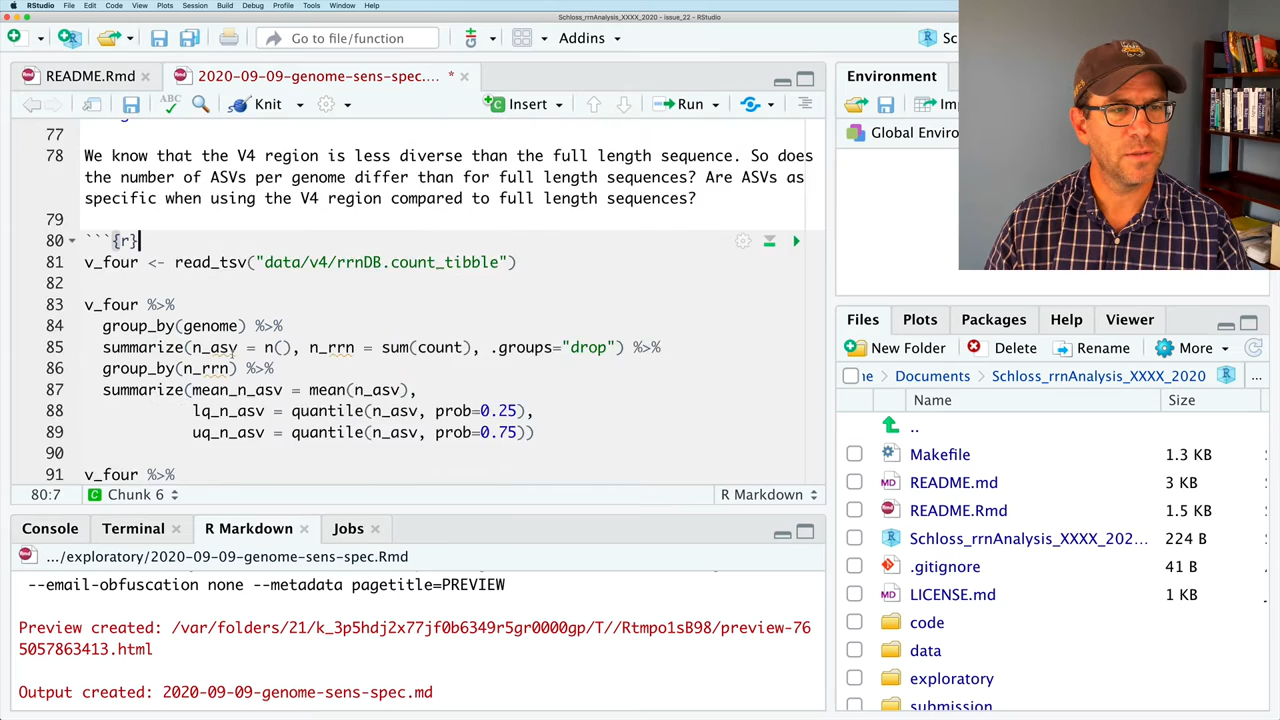 RStudio File Edit Code View Plots Session Build Debug Profile Tools Window Help
Schloss_rrnAnalysis_XXXX_2020 - issue_22 - RStudio
Go to file/function Addins Sc
README.Rmd 2020-09-09-genome-sens-spec.... *
Knit Insert Run
77
78 We know that the V4 region is less diverse than the full length sequence. So does
the number of ASVs per genome differ than for full length sequences? Are ASVs as
specific when using the V4 region compared to full length sequences?
79
80 ```{r}
81 v_four <- read_tsv("data/v4/rrnDB.count_tibble")
82
83 v_four %>%
84 group_by(genome) %>%
85 summarize(n_asv = n(), n_rrn = sum(count), .groups="drop") %>%
86 group_by(n_rrn) %>%
87 summarize(mean_n_asv = mean(n_asv),
88 lq_n_asv = quantile(n_asv, prob=0.25),
89 uq_n_asv = quantile(n_asv, prob=0.75))
90
91 v_four %>%
80:7 Chunk 6 R Markdown
Console Terminal R Markdown Jobs
.../exploratory/2020-09-09-genome-sens-spec.Rmd
--email-obfuscation none --metadata pagetitle=PREVIEW
Preview created: /var/folders/21/k_3p5hdj2x77jf0b6349r5gr0000gp/T//Rtmpo1sB98/preview-76
505786​3413.html
Output created: 2020-09-09-genome-sens-spec.md
Environment
Imp
Global Enviro
Files Plots Packages Help Viewer
New Folder Delete Rename More
me Documents Schloss_rrnAnalysis_XXXX_2020 ...
Name Size
..
Makefile 1.3 KB
README.md 3 KB
README.Rmd 1.5 KB
Schloss_rrnAnalysis_XXXX_202... 224 B
.gitignore 41 B
LICENSE.md 1 KB
code
data
exploratory
submission